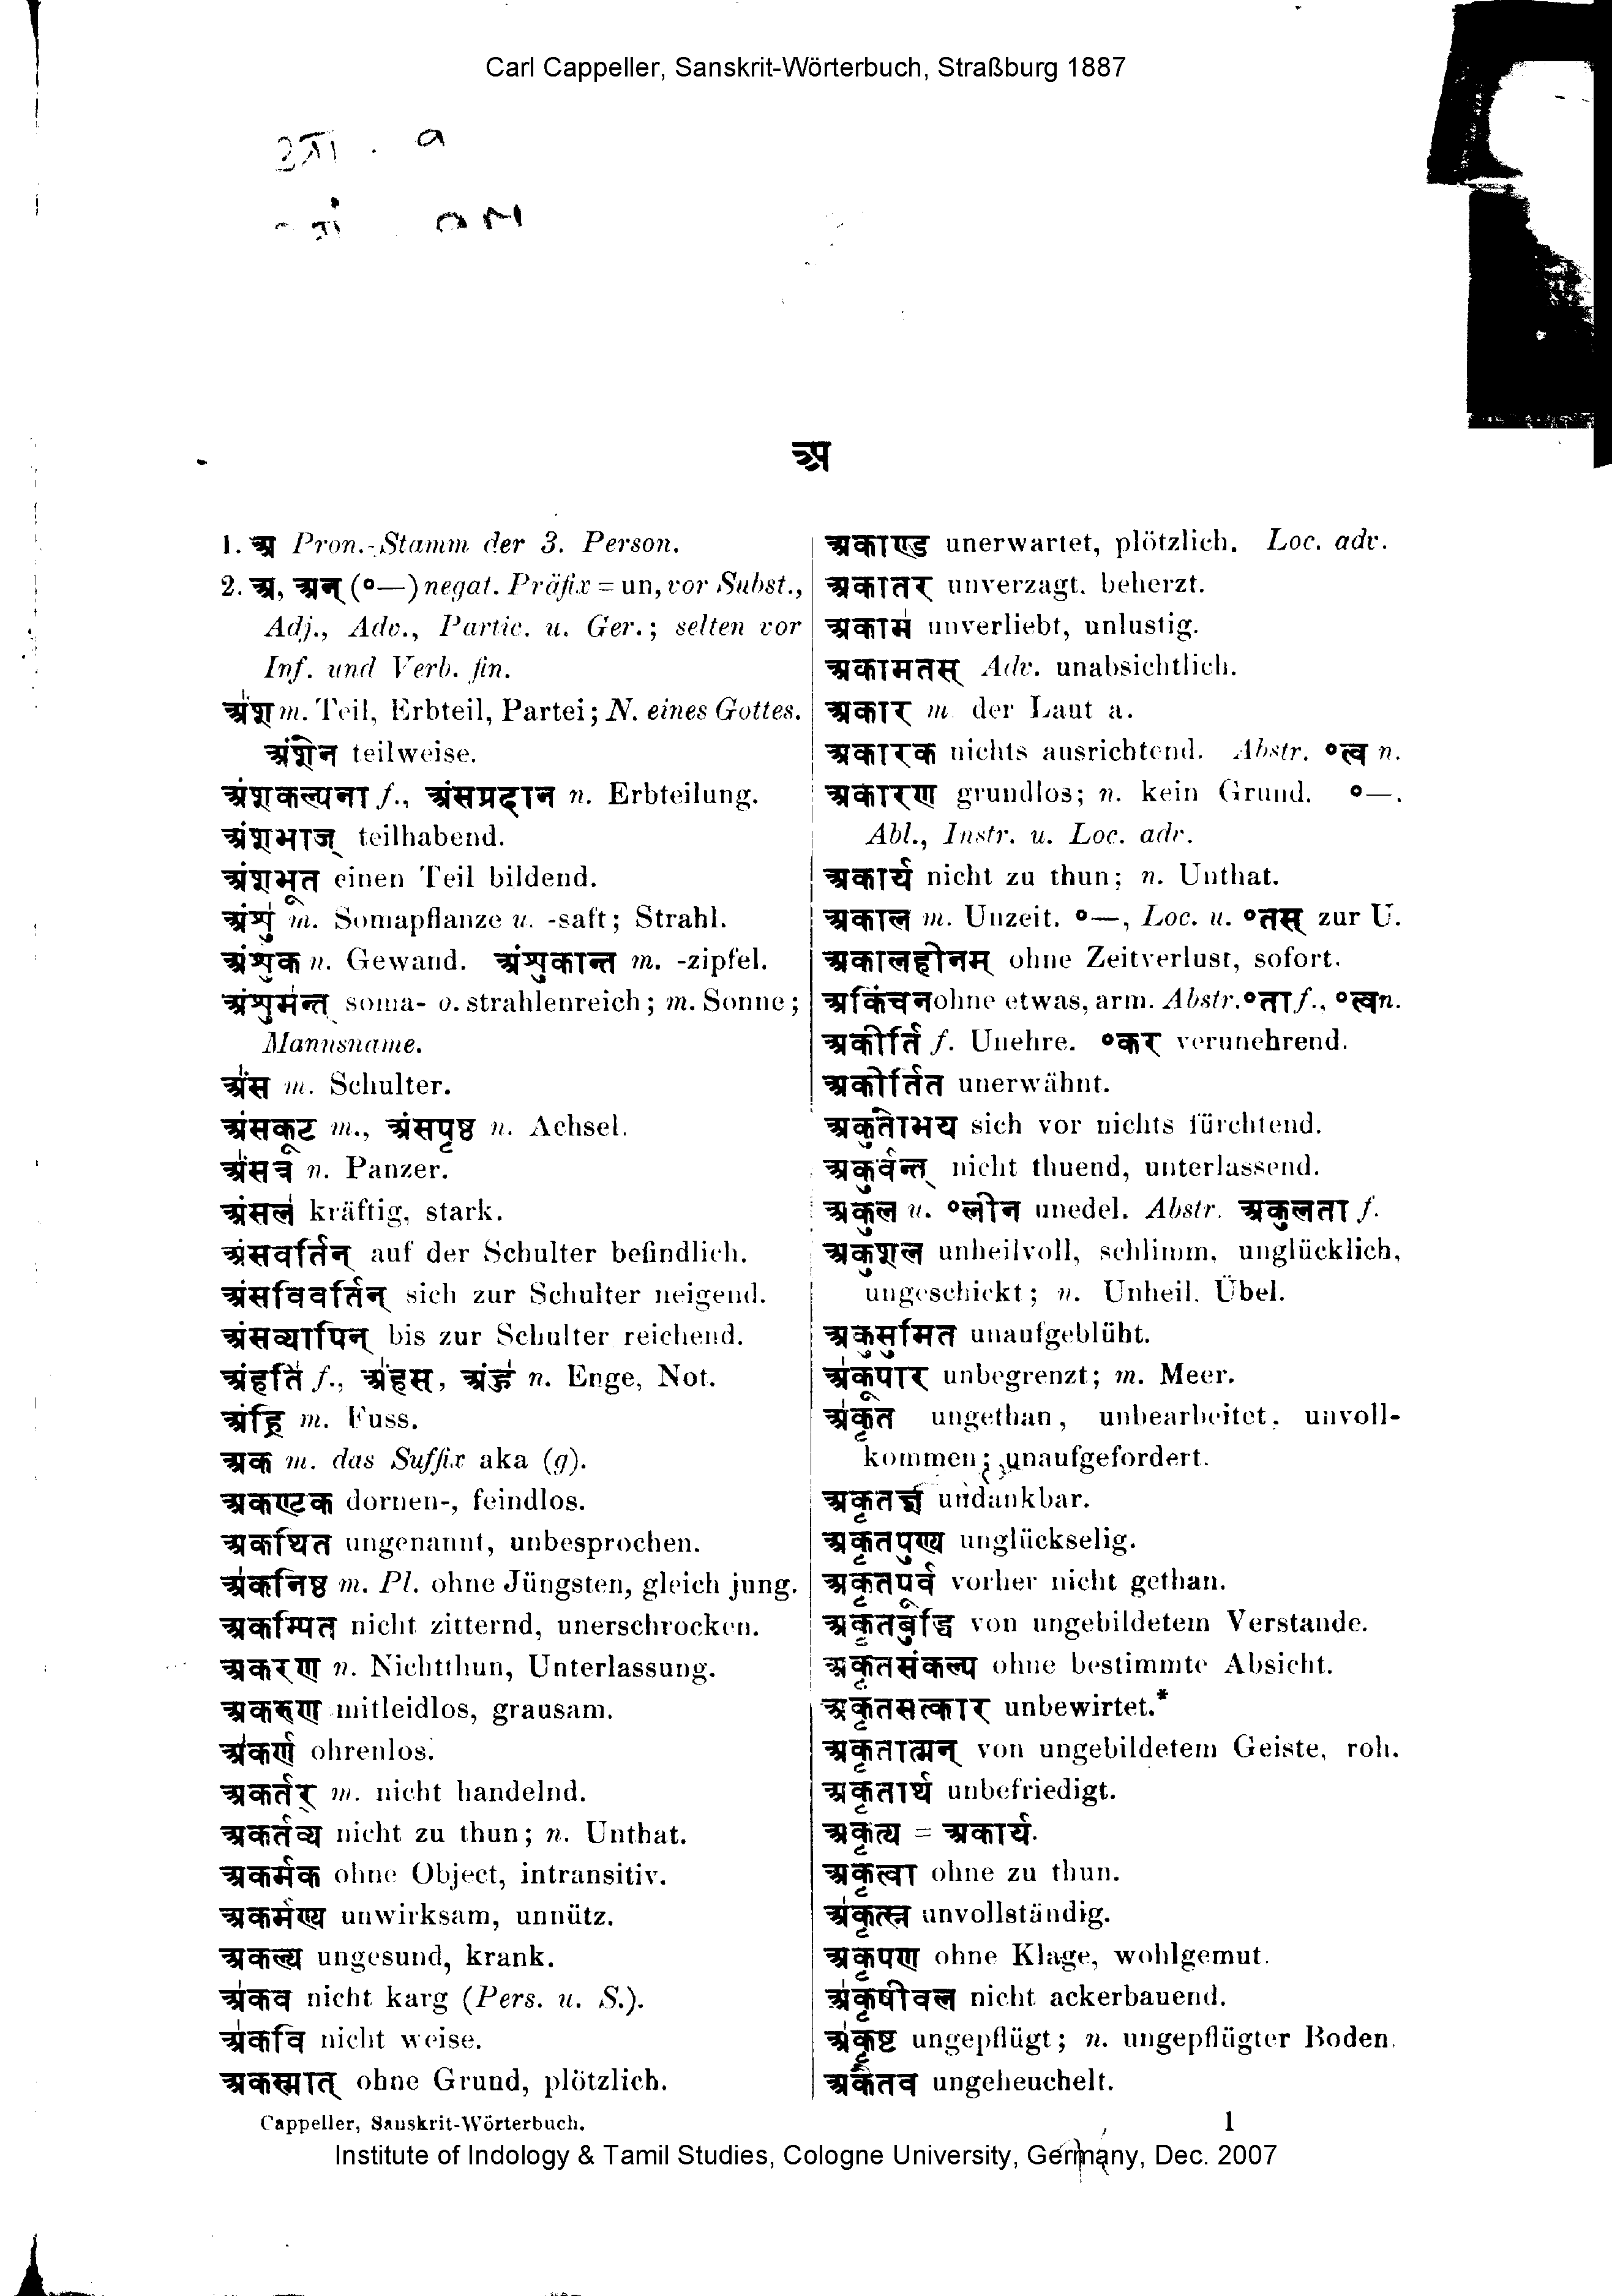 Carl Cappeller, Sanskrit-Wörterbuch, Straßburg 1887
अ
1. अ Pron.-Stamm der 3. Person.
2. अ, अन् (०—) negat. Präfix = un, vor Subst.,
Adj., Adv., Partic. u. Ger.; selten vor
Inf. und Verb. fin.
अंश m. Teil, Erbteil, Partei; N. eines Gottes.
अंशेन teilweise.
अंशकल्पना f., अंसप्रदान n. Erbteilung.
अंशभाज् teilhabend.
अंशभूत einen Teil bildend.
अंशु m. Somapflanze u. -saft; Strahl.
अंशुक n. Gewand. अंशुकान्त m. -zipfel.
अंशुमन्त् soma- o. strahlenreich; m. Sonne;
Mannsname.
अंस m. Schulter.
अंसकूट m., अंसपृष्ठ n. Achsel.
अंसत्र n. Panzer.
अंसल kräftig, stark.
अंसवर्तिन् auf der Schulter befindlich.
अंसविवर्तिन् sich zur Schulter neigend.
अंसव्यापिन् bis zur Schulter reichend.
अंहति f., अंहस्, अंहु n. Enge, Not.
अंह्रि m. Fuss.
अक m. das Suffix aka (g).
अकण्टक dornen-, feindlos.
अकथित ungenannt, unbesprochen.
अकनिष्ठ m. Pl. ohne Jüngsten, gleich jung.
अकम्पित nicht zitternd, unerschrocken.
अकरण n. Nichtthun, Unterlassung.
अकरुण mitleidlos, grausam.
अकर्ण ohrenlos.
अकर्तर् m. nicht handelnd.
अकर्तव्य nicht zu thun; n. Unthat.
अकर्मक ohne Object, intransitiv.
अकर्मण्य unwirksam, unnütz.
अकल्य ungesund, krank.
अकव nicht karg (Pers. u. S.).
अकवि nicht weise.
अकस्मात् ohne Grund, plötzlich.
Cappeller, Sanskrit-Wörterbuch.
अकाण्ड unerwartet, plötzlich. Loc. adv.
अकातर unverzagt, beherzt.
अकाम unverliebt, unlustig.
अकामतस् Adv. unabsichtlich.
अकार m. der Laut a.
अकारक nichts ausrichtend. Abstr. ०त्व n.
अकारण grundlos; n. kein Grund. ०—.
Abl., Instr. u. Loc. adv.
अकार्य nicht zu thun; n. Unthat.
अकाल m. Unzeit. ०—, Loc. u. ०तस् zur U.
अकालहीनम् ohne Zeitverlust, sofort.
अकिंचन ohne etwas, arm. Abstr. ०ता f., ०त्व n.
अकीर्ति f. Unehre. ०कर verunehrend.
अकीर्तित unerwähnt.
अकुतोभय sich vor nichts fürchtend.
अकुर्वन्त् nicht thuend, unterlassend.
अकुल u. ०लीन unedel. Abstr. अकुलता f.
अकुशल unheilvoll, schlimm, unglücklich,
ungeschickt; n. Unheil, Übel.
अकुसुमित unaufgeblüht.
अकूपार unbegrenzt; m. Meer.
अकृत ungethan, unbearbeitet, unvoll-
kommen; unaufgefordert.
अकृतज्ञ undankbar.
अकृतपुण्य unglückselig.
अकृतपूर्व vorher nicht gethan.
अकृतबुद्धि von ungebildetem Verstande.
अकृतसंकल्प ohne bestimmte Absicht.
अकृतसत्कार unbewirtet.*
अकृतात्मन् von ungebildetem Geiste, roh.
अकृतार्थ unbefriedigt.
अकृत्य = अकार्य.
अकृत्वा ohne zu thun.
अकृत्स्न unvollständig.
अकृपण ohne Klage, wohlgemut.
अकृषीवल nicht ackerbauend.
अकृष्ट ungepflügt; n. ungepflügter Boden.
अकैतव ungeheuchelt.
1
Institute of Indology & Tamil Studies, Cologne University, Germany, Dec. 2007